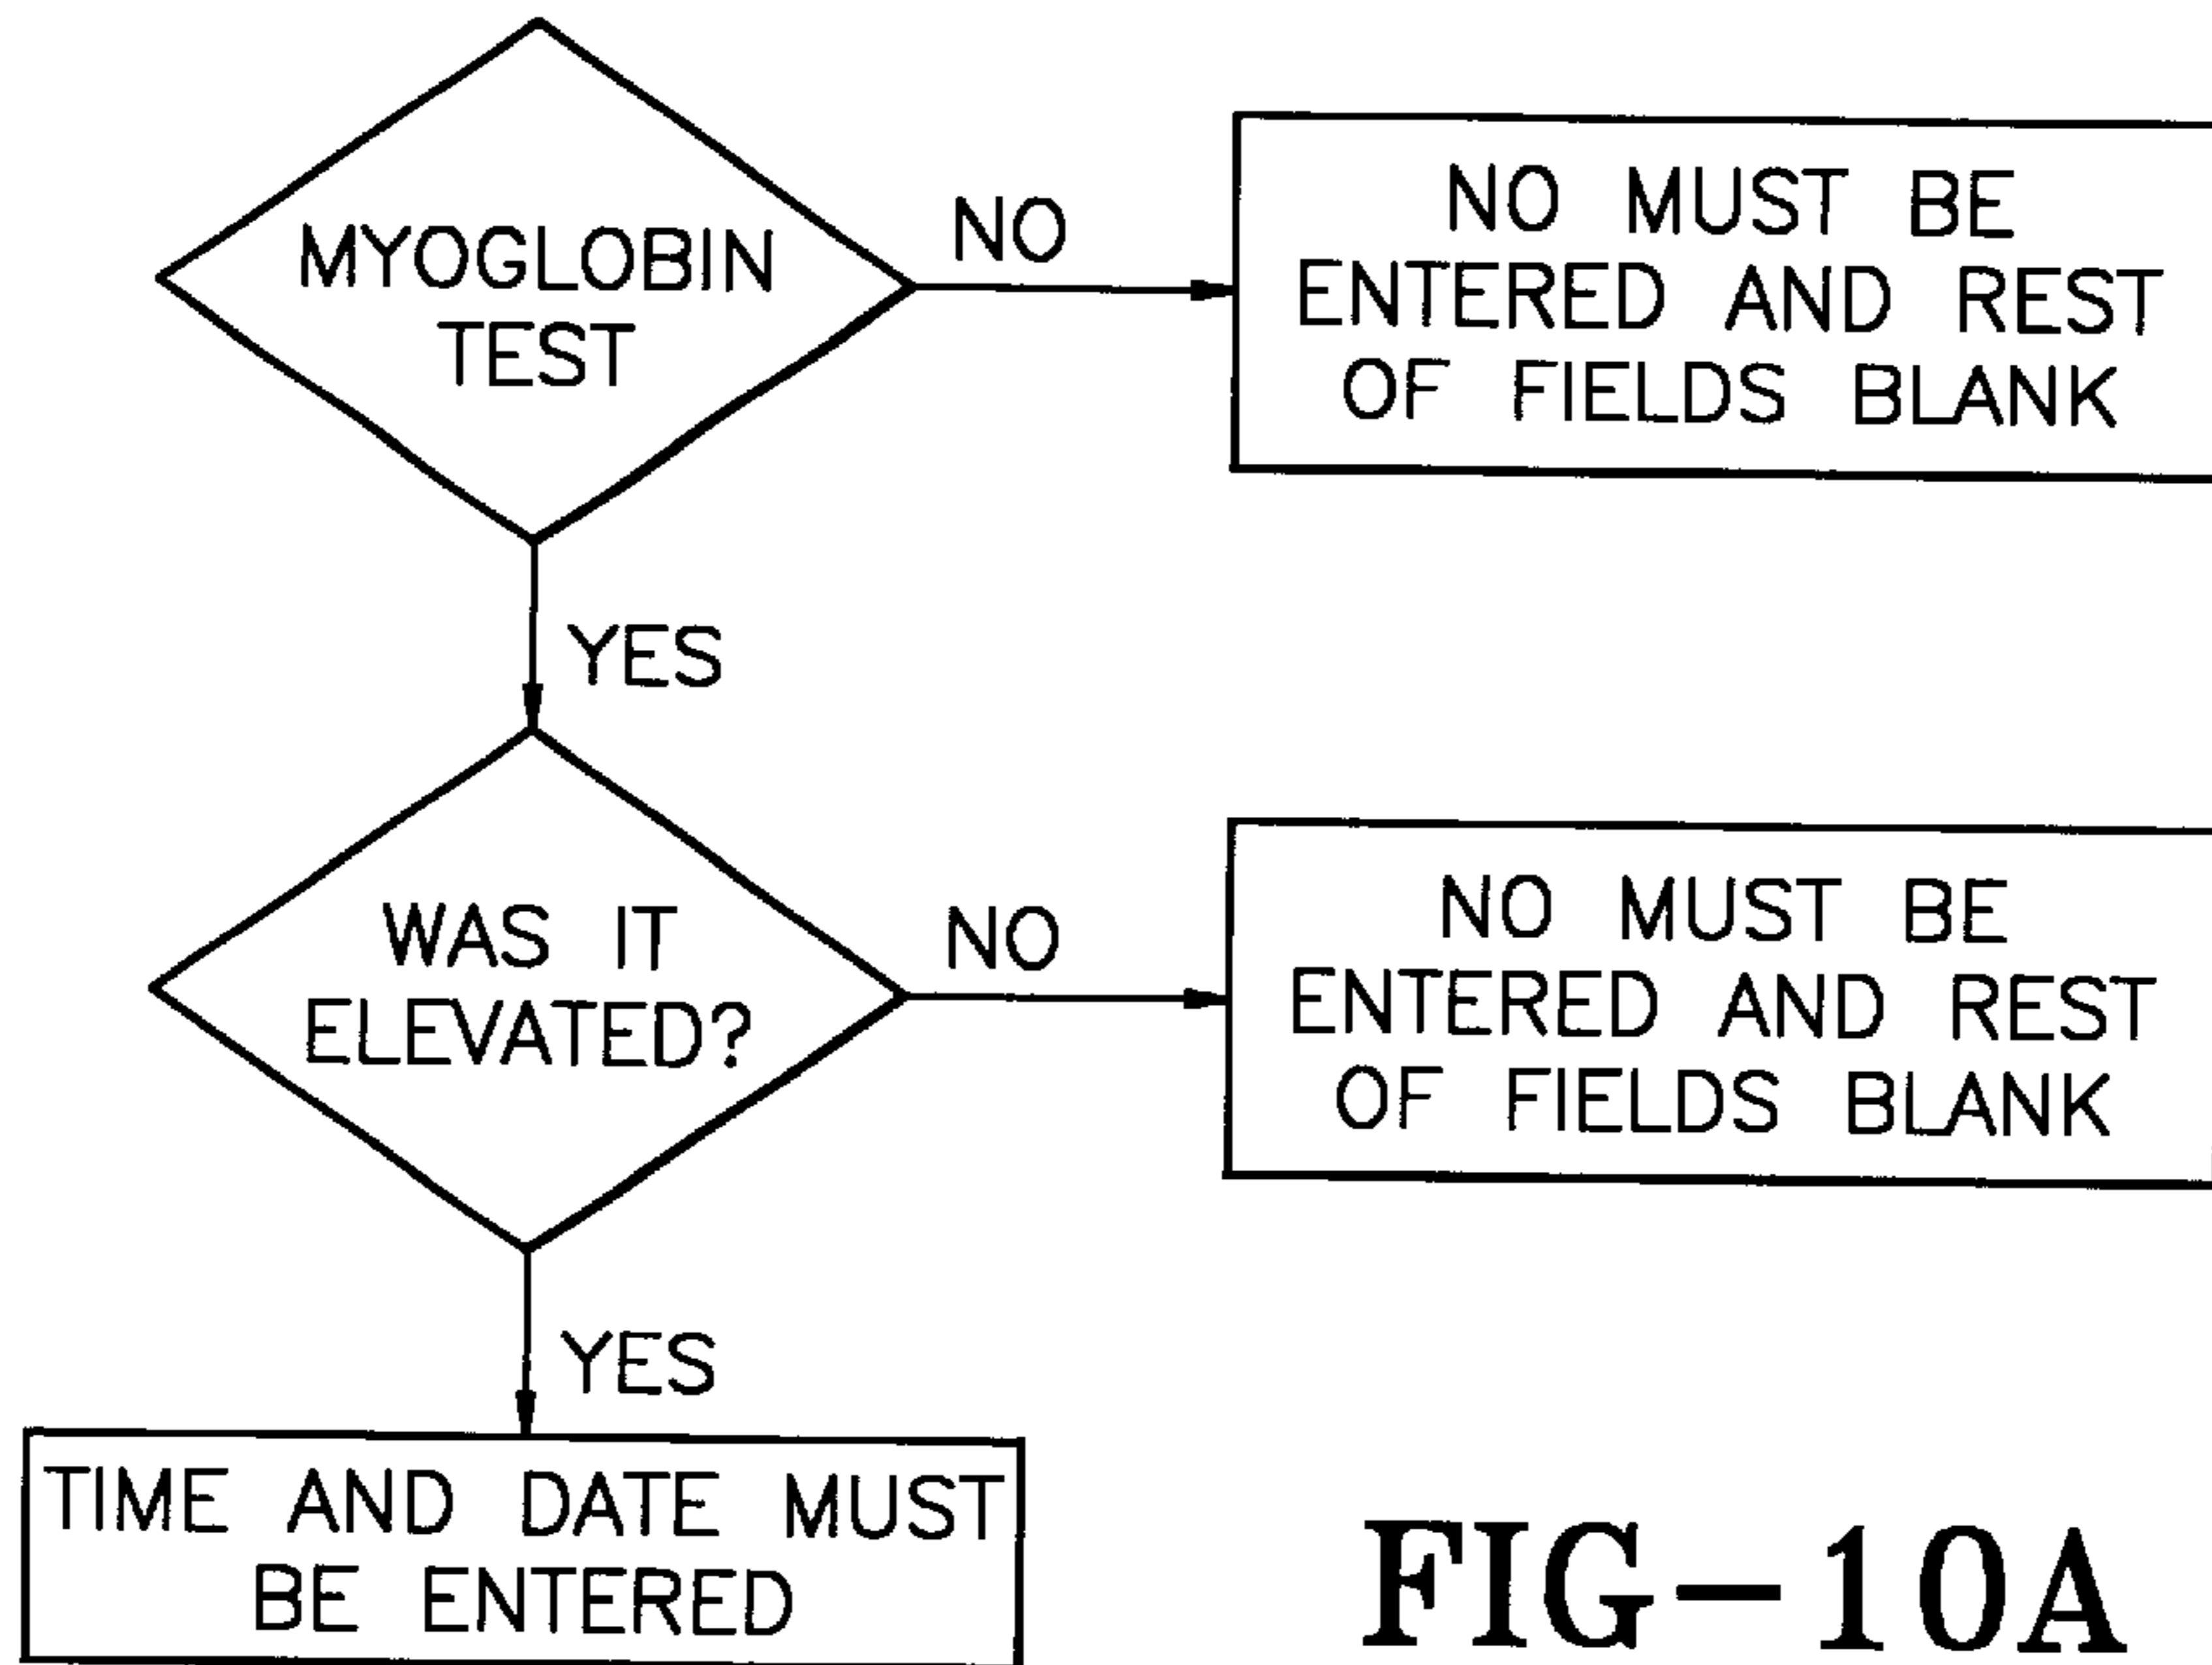 MYOGLOBIN
TEST
NO
NO MUST BE
ENTERED AND REST
OF FIELDS BLANK
YES
WAS IT
ELEVATED?
NO
NO MUST BE
ENTERED AND REST
OF FIELDS BLANK
YES
TIME AND DATE MUST
BE ENTERED
FIG-10A